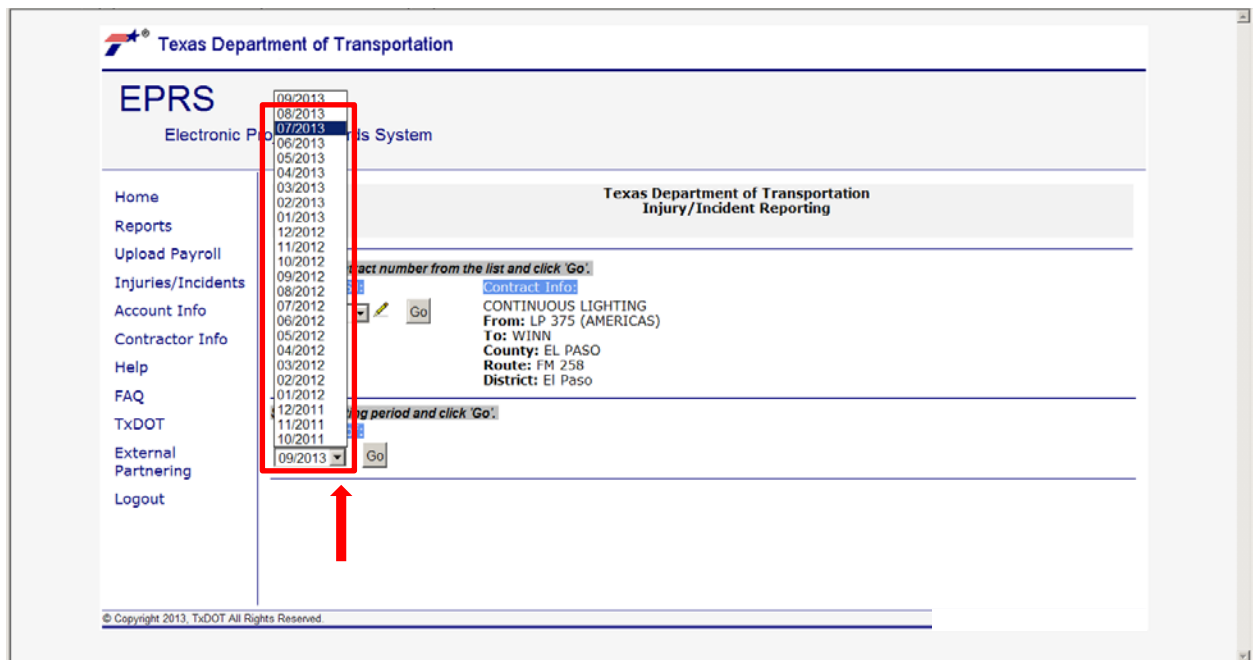 Texas Department of Transportation
EPRS
Electronic P ds System
Home
Reports
Upload Payroll
Injuries/Incidents
Account Info
Contractor Info
Help
FAQ
TxDOT
External
Partnering
Logout
09/2013
08/2013
07/2013
06/2013
05/2013
04/2013
03/2013
02/2013
01/2013
12/2012
11/2012
10/2012
09/2012
08/2012
07/2012
06/2012
05/2012
04/2012
03/2012
02/2012
01/2012
12/2011
11/2011
10/2011
09/2013 Go
Texas Department of Transportation
Injury/Incident Reporting
number from the list and click 'Go'.
Go
Contract Info:
CONTINUOUS LIGHTING
From: LP 375 (AMERICAS)
To: WINN
County: EL PASO
Route: FM 258
District: El Paso
period and click 'Go'.
© Copyright 2013, TxDOT All Rights Reserved.